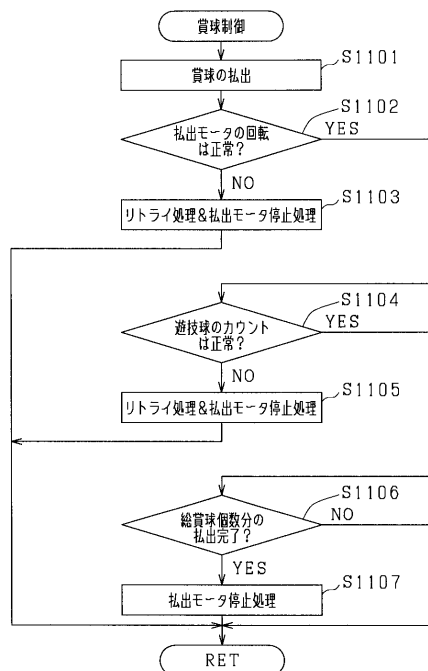 賞球制御
S1101
賞球の払出
S1102
払出モータの回転
は正常?
YES
NO
S1103
リトライ処理&払出モータ停止処理
S1104
遊技球のカウント
は正常?
YES
NO
S1105
リトライ処理&払出モータ停止処理
S1106
総賞球個数分の
払出完了?
NO
YES
S1107
払出モータ停止処理
RET